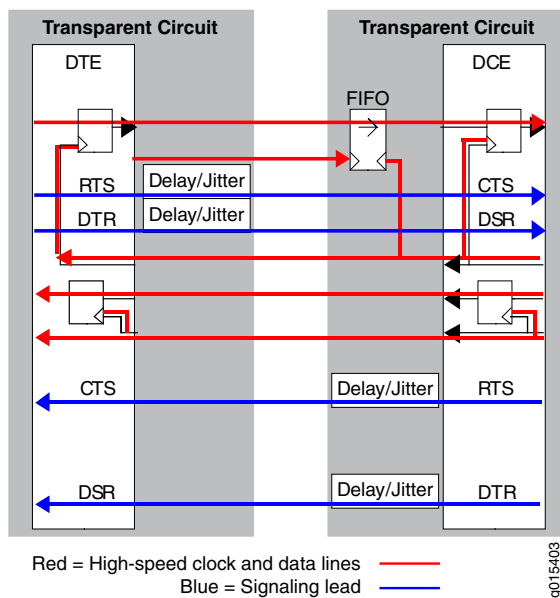 Transparent Circuit
Transparent Circuit
DTE
DCE
FIFO
RTS
Delay/Jitter
CTS
DTR
Delay/Jitter
DSR
CTS
Delay/Jitter
RTS
DSR
Delay/Jitter
DTR
Red = High-speed clock and data lines
Blue = Signaling lead
g015403